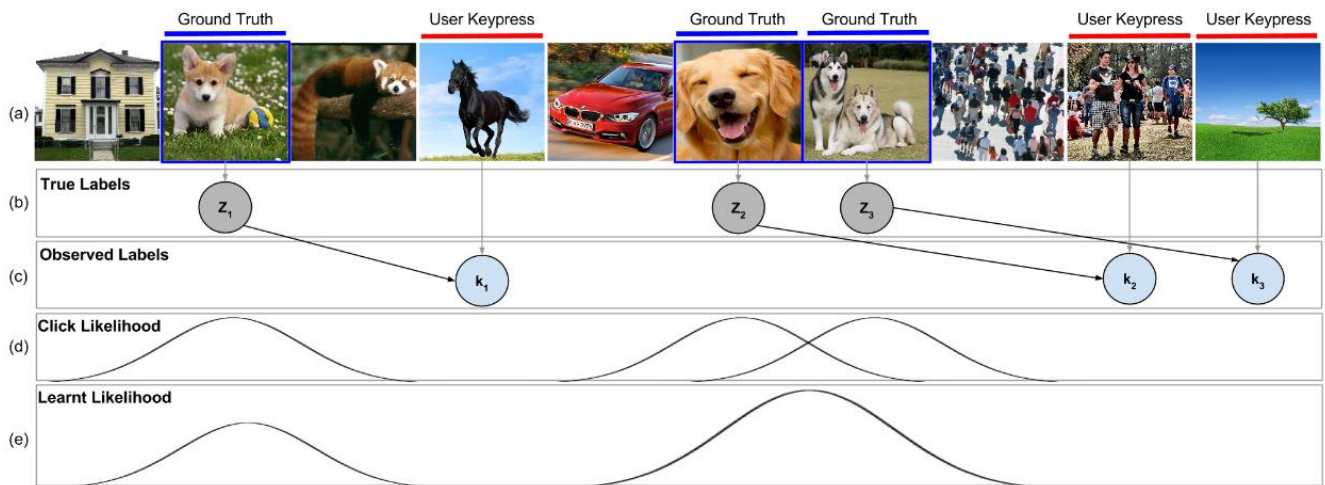 Ground Truth User Keypress Ground Truth Ground Truth User Keypress User Keypress
(a)
True Labels
(b) Z1 Z2 Z3
Observed Labels
(c) k1 k2 k3
Click Likelihood
(d)
Learnt Likelihood
(e)